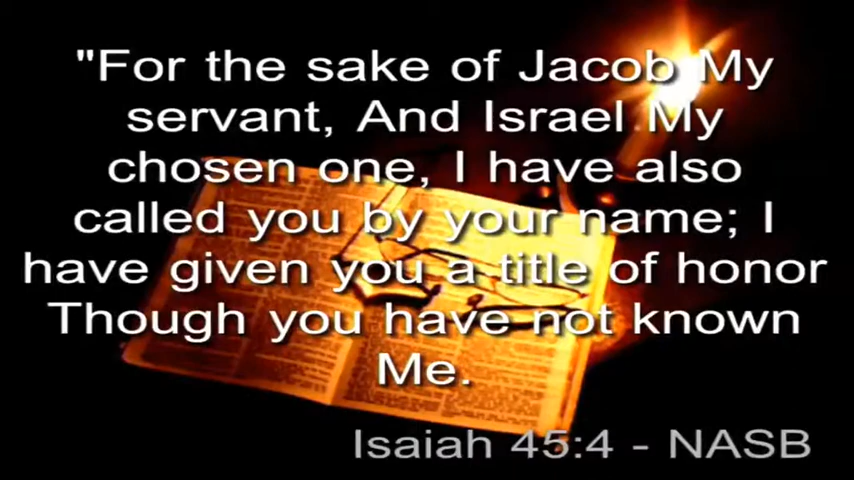 "For the sake of Jacob My
servant, And Israel My
chosen one, I have also
called you by your name; I
have given you a title of honor
Though you have not known
Me.
Isaiah 45:4 - NASB